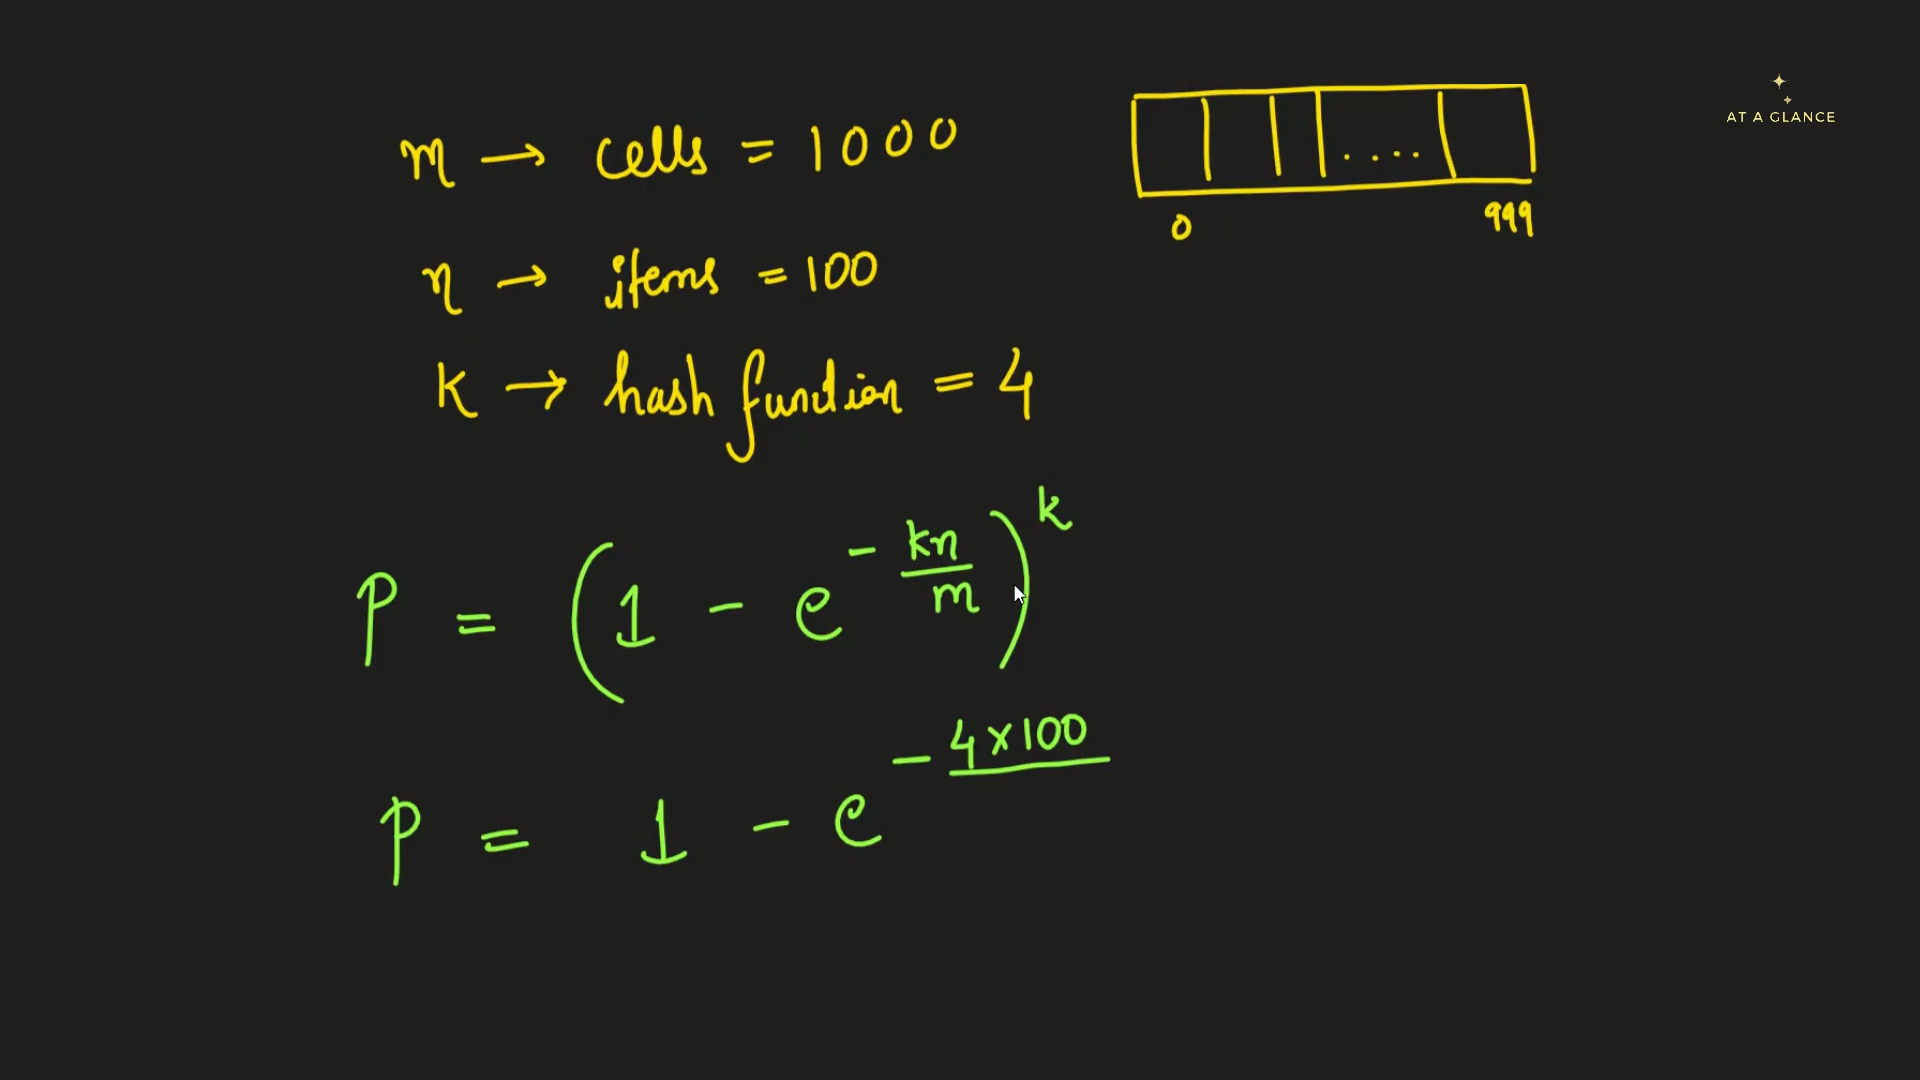 m → cells = 1000
0 999
AT A GLANCE
n → items = 100
K → hash function = 4
P = (1 - e^{-kn/m})^k
P = 1 - e^{-4×100/}